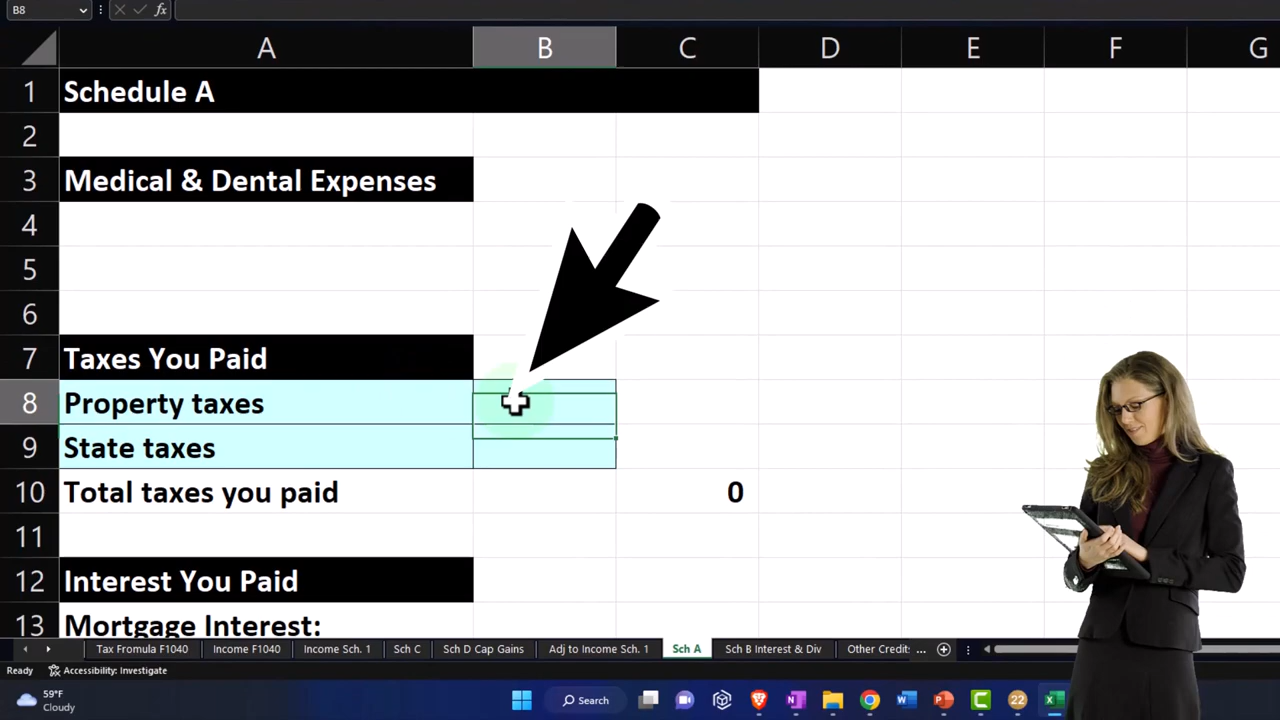 B8
fx
A B C D E F G
1 Schedule A
2
3 Medical & Dental Expenses
4
5
6
7 Taxes You Paid
8 Property taxes
9 State taxes
10 Total taxes you paid 0
11
12 Interest You Paid
13 Mortgage Interest:
Tax Fromula F1040 Income F1040 Income Sch. 1 Sch C Sch D Cap Gains Adj to Income Sch. 1 Sch A Sch B Interest & Div Other Credits ...
Ready Accessibility: Investigate
59°F
Cloudy
Search
22